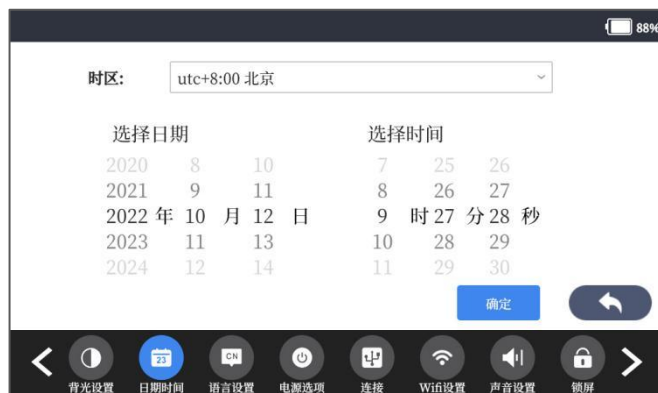 88%
时区: utc+8:00 北京
选择日期 选择时间
2020 8 10 7 25 26
2021 9 11 8 26 27
2022 年 10 月 12 日 9 时 27 分 28 秒
2023 11 13 10 28 29
2024 12 14 11 29 30
确定
23 CN
背光设置 日期时间 语言设置 电源选项 连接 Wifi设置 声音设置 锁屏